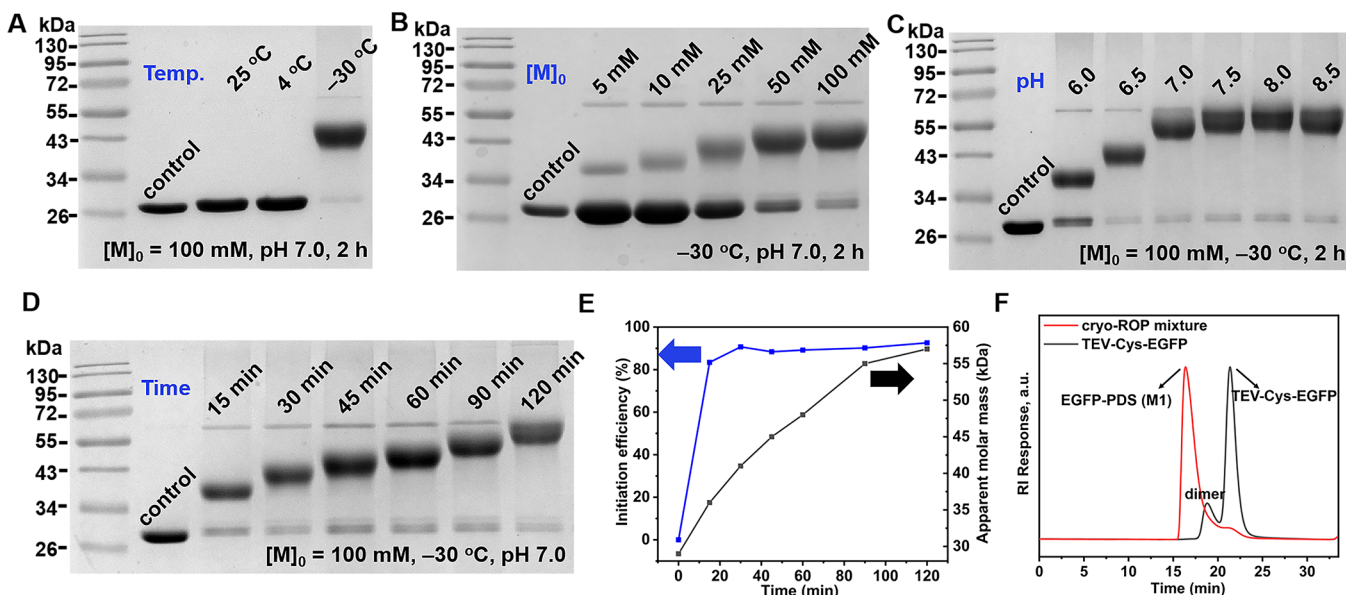 A
kDa
130
95
72
55
43
34
26
Temp.
control
25 °C
4 °C
–30 °C
[M]0 = 100 mM, pH 7.0, 2 h
B
kDa
130
95
72
55
43
34
26
[M]0
control
5 mM
10 mM
25 mM
50 mM
100 mM
–30 °C, pH 7.0, 2 h
C
kDa
130
95
72
55
43
34
26
pH
control
6.0
6.5
7.0
7.5
8.0
8.5
[M]0 = 100 mM, –30 °C, 2 h
D
kDa
130
95
72
55
43
34
26
Time
control
15 min
30 min
45 min
60 min
90 min
120 min
[M]0 = 100 mM, –30 °C, pH 7.0
E
Initiation efficiency (%)
100
80
60
40
20
0
60
55
50
45
40
35
30
Apparent molar mass (kDa)
0 20 40 60 80 100 120
Time (min)
F
cryo-ROP mixture
TEV-Cys-EGFP
EGFP-PDS (M1)
TEV-Cys-EGFP
dimer
RI Response, a.u.
0 5 10 15 20 25 30
Time (min)